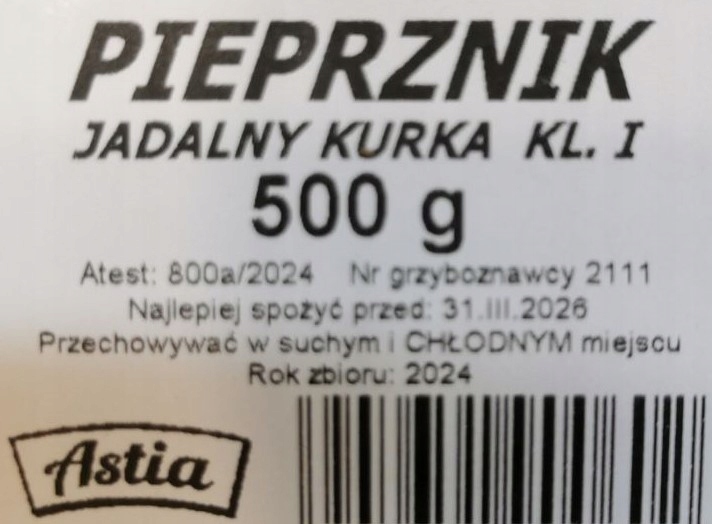 PIEPRZNIK
JADALNY KURKA KL. I
500 g
Atest: 800a/2024 Nr grzyboznawcy 2111
Najlepiej spożyć przed: 31.III.2026
Przechowywać w suchym i CHŁODNYM miejscu
Rok zbioru: 2024
Astia